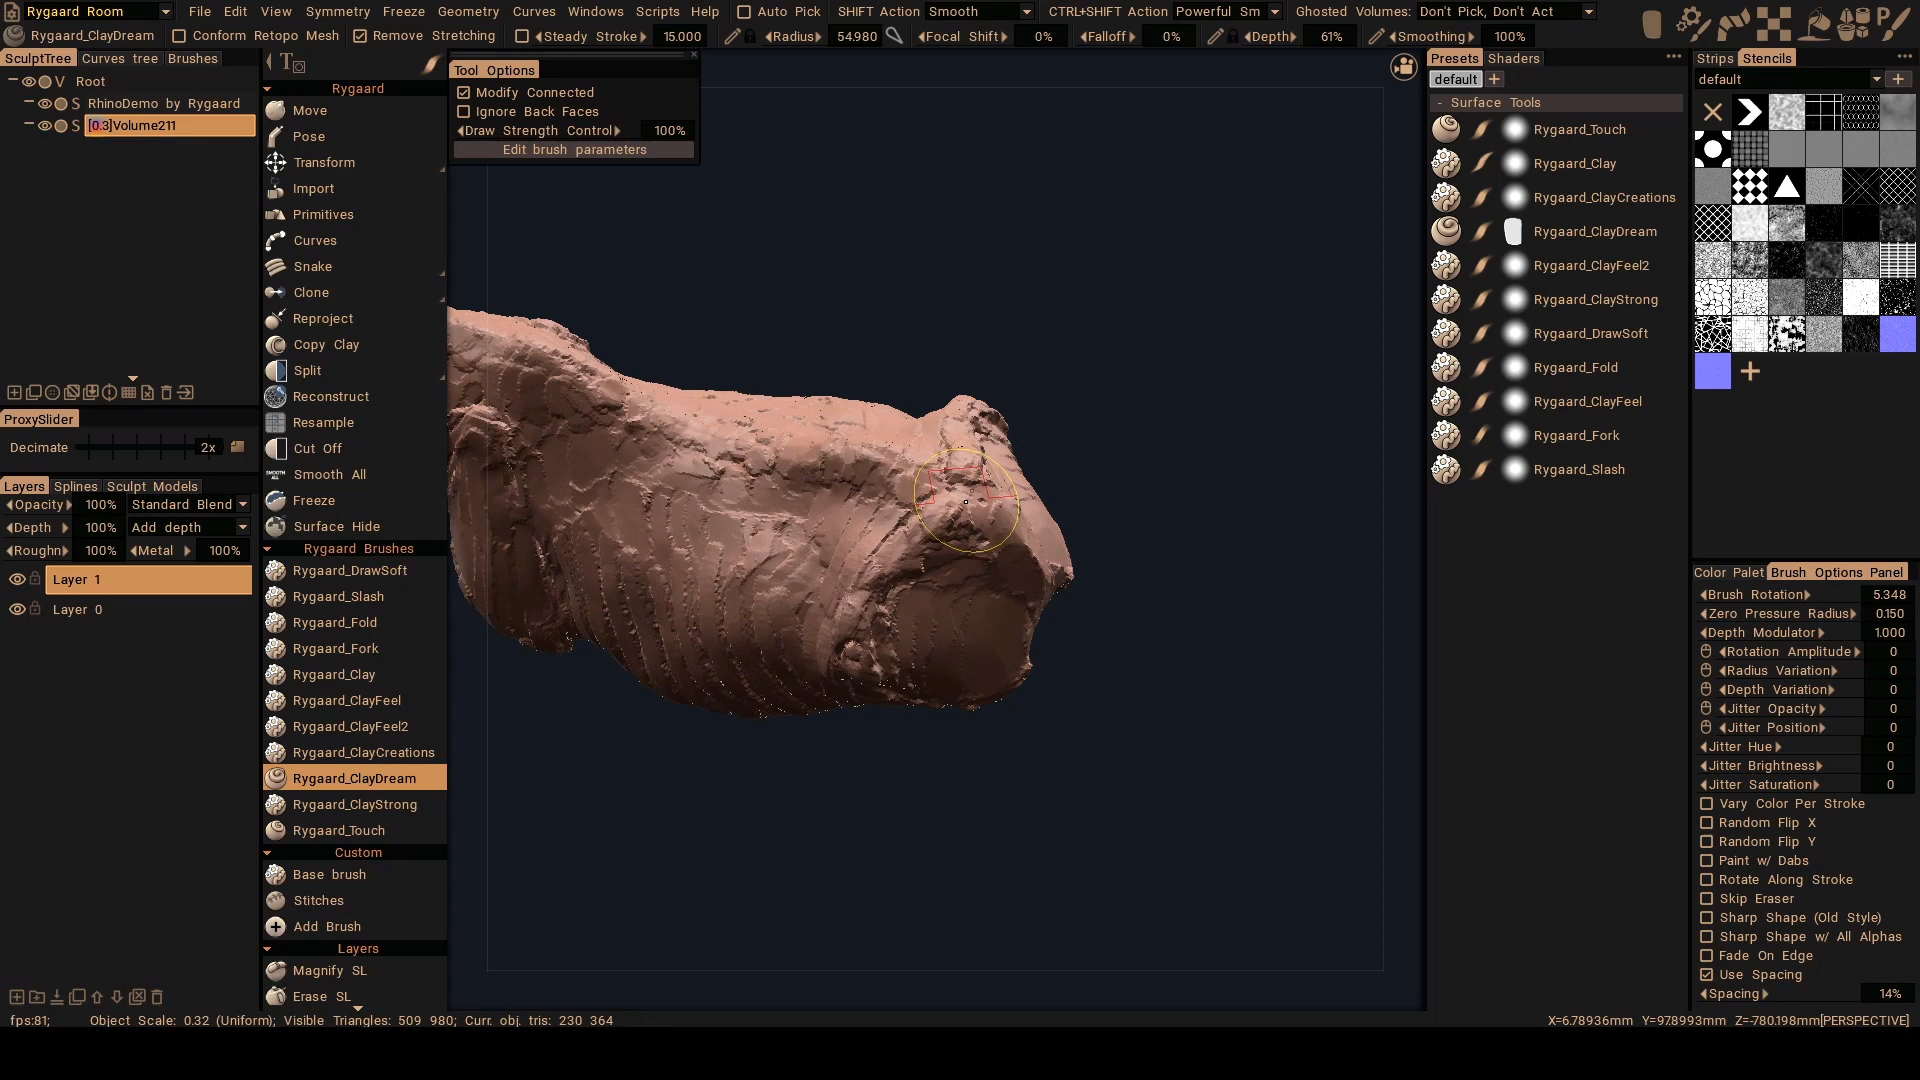 Rygaard Room File Edit View Symmetry Freeze Geometry Curves Windows Scripts Help Auto Pick SHIFT Action Smooth CTRL+SHIFT Action Powerful Sm Ghosted Volumes: Don't Pick, Don't Act
Rygaard_ClayDream Conform Retopo Mesh Remove Stretching Steady Stroke 15.000 Radius 54.980 Focal Shift 0% Falloff 0% Depth 61% Smoothing 100%
SculptTree Curves tree Brushes
V Root
S RhinoDemo by Rygaard
S [0.3]Volume211
ProxySlider
Decimate 2x
Layers Splines Sculpt Models
Opacity 100% Standard Blend
Depth 100% Add depth
Roughn 100% Metal 100%
Layer 1
Layer 0
T
Rygaard
Move
Pose
Transform
Import
Primitives
Curves
Snake
Clone
Reproject
Copy Clay
Split
Reconstruct
Resample
Cut Off
Smooth All
Freeze
Surface Hide
Rygaard Brushes
Rygaard_DrawSoft
Rygaard_Slash
Rygaard_Fold
Rygaard_Fork
Rygaard_Clay
Rygaard_ClayFeel
Rygaard_ClayFeel2
Rygaard_ClayCreations
Rygaard_ClayDream
Rygaard_ClayStrong
Rygaard_Touch
Custom
Base brush
Stitches
Add Brush
Layers
Magnify SL
Erase SL
Tool Options
Modify Connected
Ignore Back Faces
Draw Strength Control 100%
Edit brush parameters
Presets Shaders
default
- Surface Tools
Rygaard_Touch
Rygaard_Clay
Rygaard_ClayCreations
Rygaard_ClayDream
Rygaard_ClayFeel2
Rygaard_ClayStrong
Rygaard_DrawSoft
Rygaard_Fold
Rygaard_ClayFeel
Rygaard_Fork
Rygaard_Slash
Strips Stencils
default
Color Palet Brush Options Panel
Brush Rotation 5.348
Zero Pressure Radius 0.150
Depth Modulator 1.000
Rotation Amplitude 0
Radius Variation 0
Depth Variation 0
Jitter Opacity 0
Jitter Position 0
Jitter Hue 0
Jitter Brightness 0
Jitter Saturation 0
Vary Color Per Stroke
Random Flip X
Random Flip Y
Paint w/ Dabs
Rotate Along Stroke
Skip Eraser
Sharp Shape (Old Style)
Sharp Shape w/ All Alphas
Fade On Edge
Use Spacing
Spacing 14%
fps:81; Object Scale: 0.32 (Uniform); Visible Triangles: 509 980; Curr. obj. tris: 230 364
X=6.78936mm Y=97.8993mm Z=-780.198mm[PERSPECTIVE]